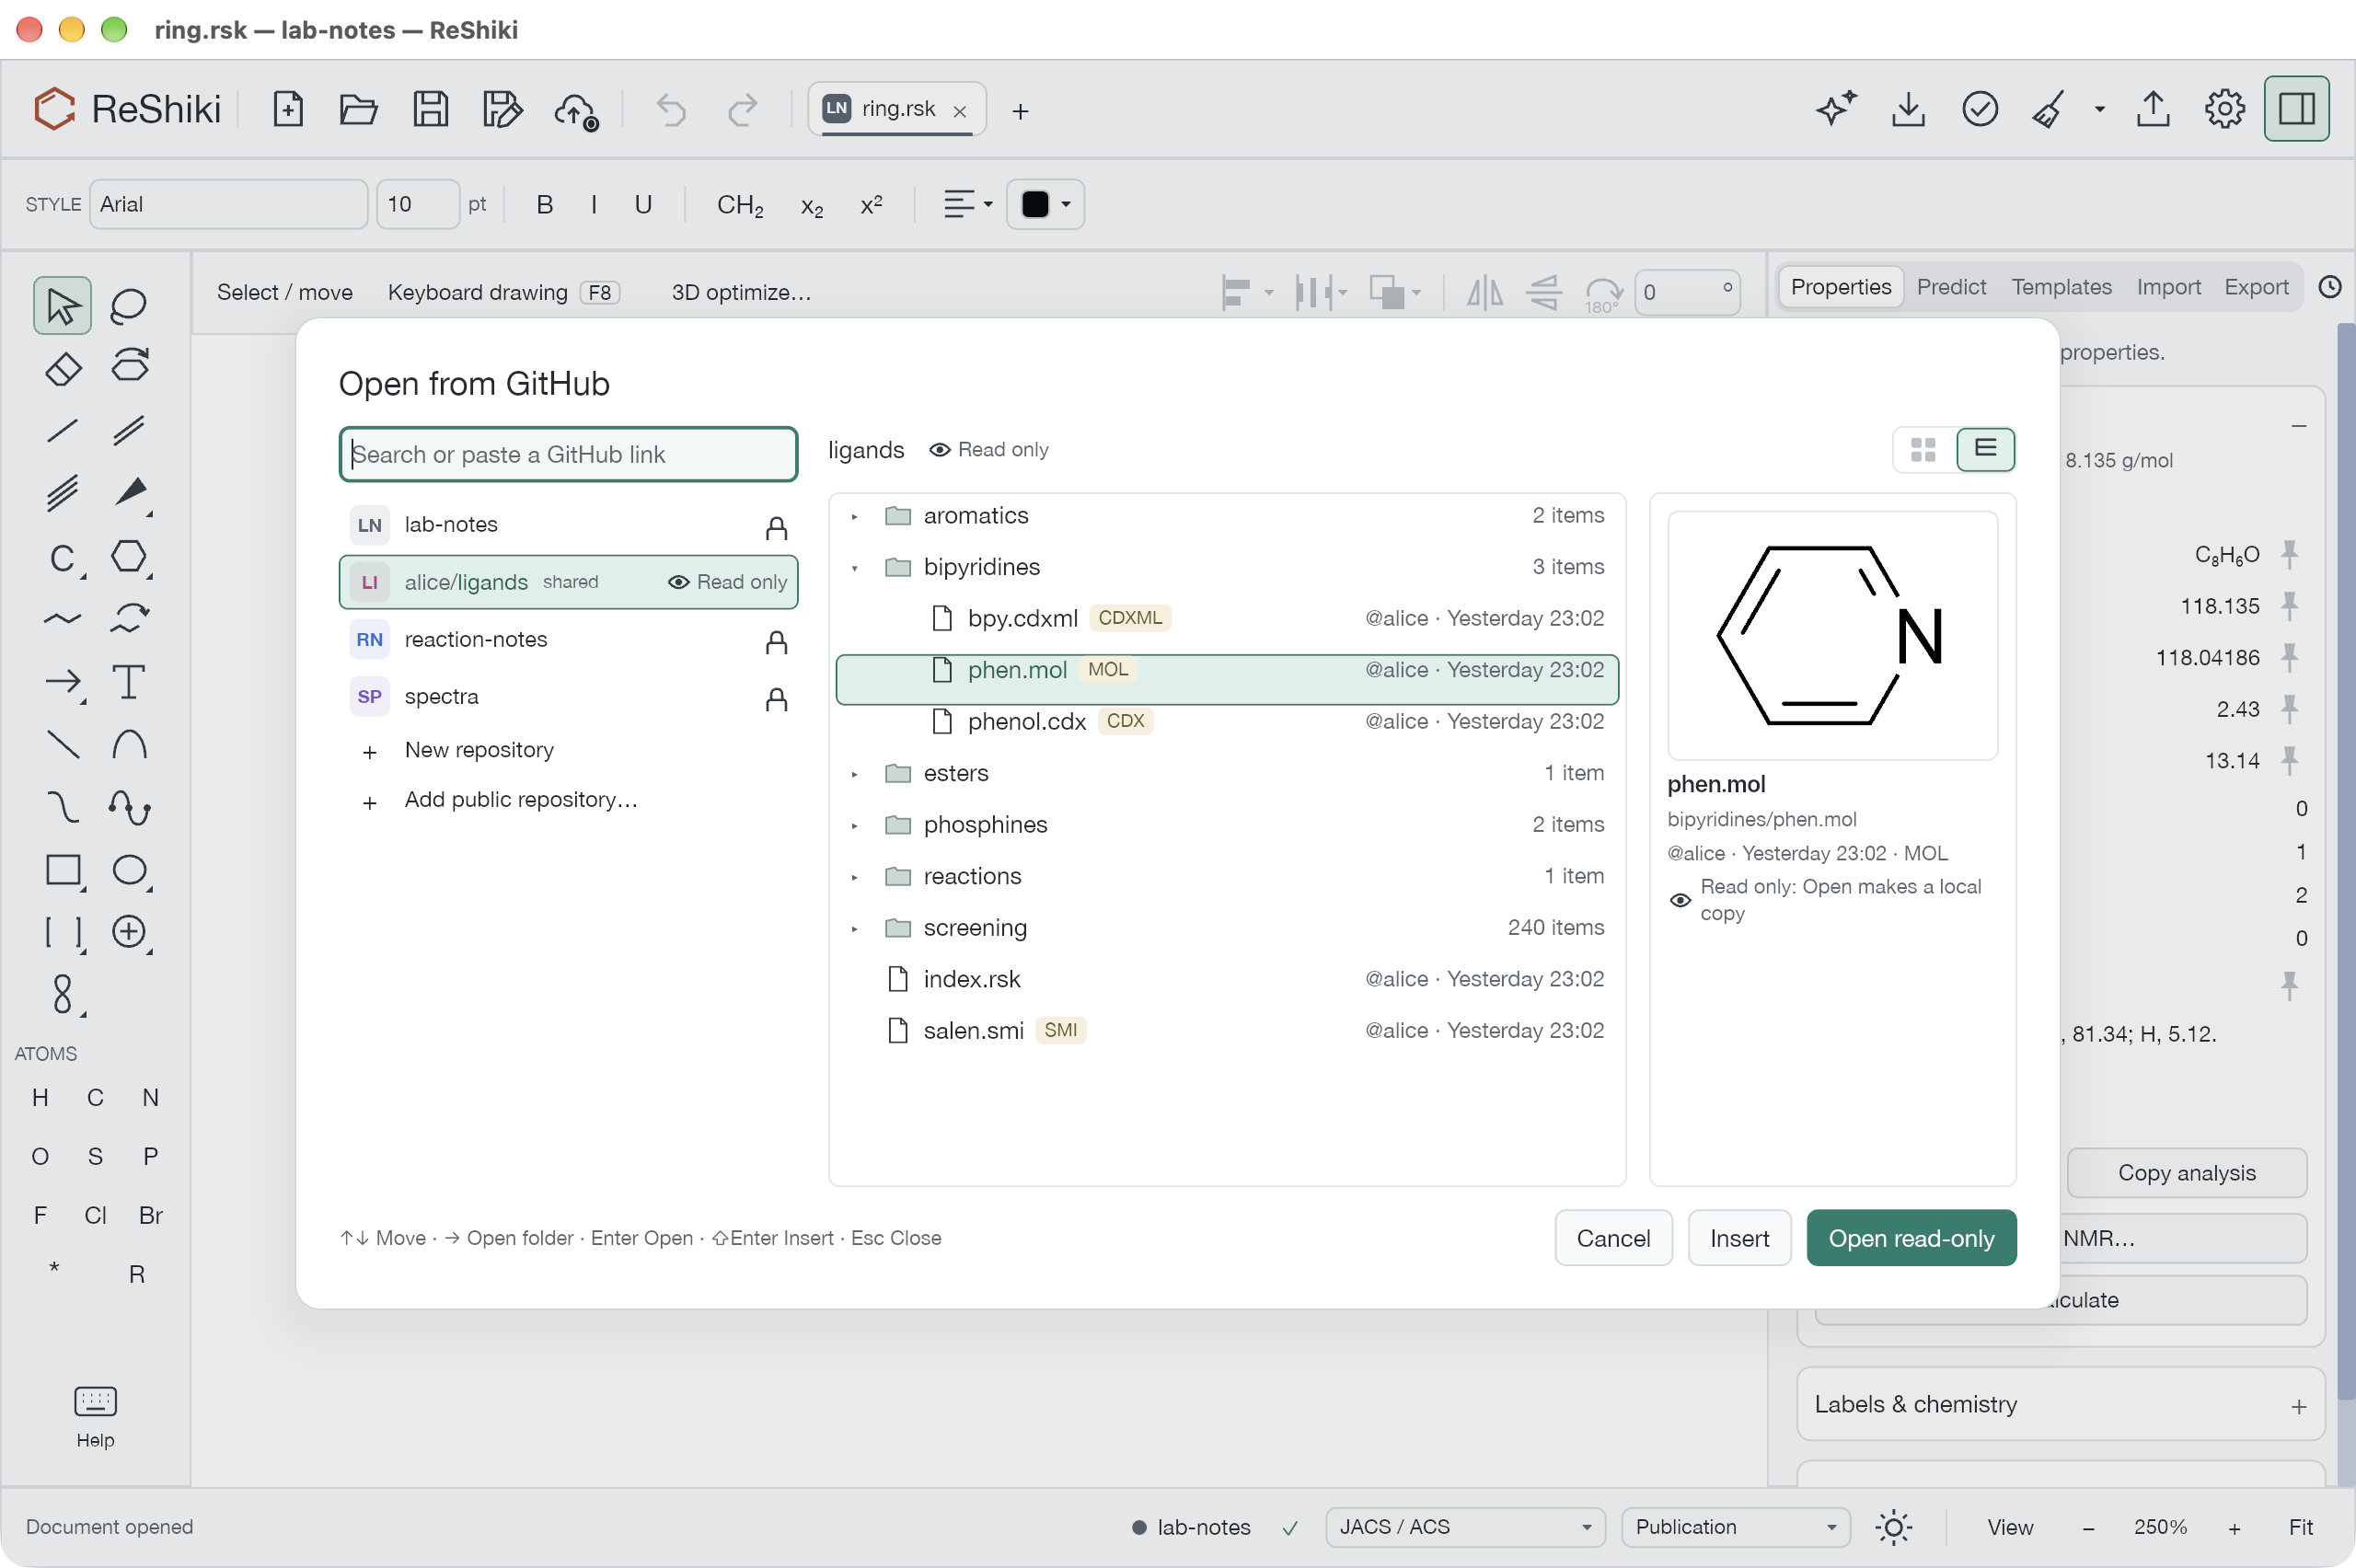 ring.rsk — lab-notes — ReShiki
ReShiki
LN ring.rsk × +
STYLE Arial 10 pt B I U CH₂ x₂ x² 
Select / move Keyboard drawing F8 3D optimize... 180° 0 °
Properties Predict Templates Import Export
properties.
Open from GitHub
Search or paste a GitHub link
LN lab-notes
LI alice/ligands shared Read only
RN reaction-notes
SP spectra
+ New repository
+ Add public repository...
ligands Read only
aromatics 2 items
bipyridines 3 items
bpy.cdxml CDXML @alice · Yesterday 23:02
phen.mol MOL @alice · Yesterday 23:02
phenol.cdx CDX @alice · Yesterday 23:02
esters 1 item
phosphines 2 items
reactions 1 item
screening 240 items
index.rsk @alice · Yesterday 23:02
salen.smi SMI @alice · Yesterday 23:02
N
phen.mol
bipyridines/phen.mol
@alice · Yesterday 23:02 · MOL
Read only: Open makes a local
copy
↑↓ Move · → Open folder · Enter Open · ⇧Enter Insert · Esc Close
Cancel Insert Open read-only
8.135 g/mol
C₈H₆O
118.135
118.04186
2.43
13.14
0
1
2
0
, 81.34; H, 5.12.
Copy analysis
NMR...
lculate
Labels & chemistry +
C
T
[ ]
ATOMS
H C N
O S P
F Cl Br
* R
Help
Document opened
lab-notes ✓ JACS / ACS Publication View − 250% + Fit